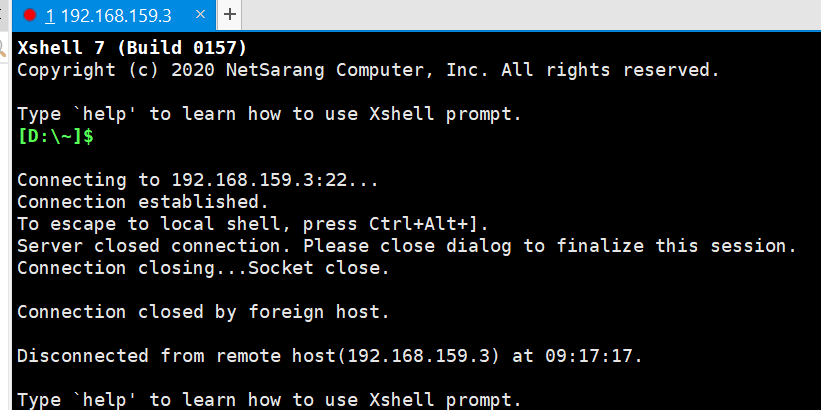 1 192.168.159.3 × +
Xshell 7 (Build 0157)
Copyright (c) 2020 NetSarang Computer, Inc. All rights reserved.
Type `help' to learn how to use Xshell prompt.
[D:\~]$
Connecting to 192.168.159.3:22...
Connection established.
To escape to local shell, press Ctrl+Alt+].
Server closed connection. Please close dialog to finalize this session.
Connection closing...Socket close.
Connection closed by foreign host.
Disconnected from remote host(192.168.159.3) at 09:17:17.
Type `help' to learn how to use Xshell prompt.